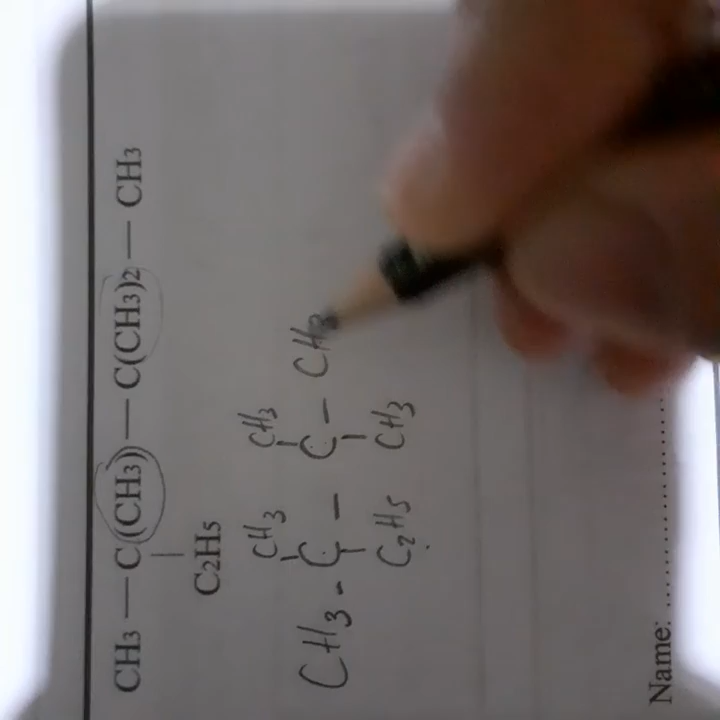 CH3 — C(CH3) — C(CH3)2 — CH3
|
C2H5
CH3 CH3
| |
CH3 - C — C - CH3
| |
C2H5 CH3
Name: ....................